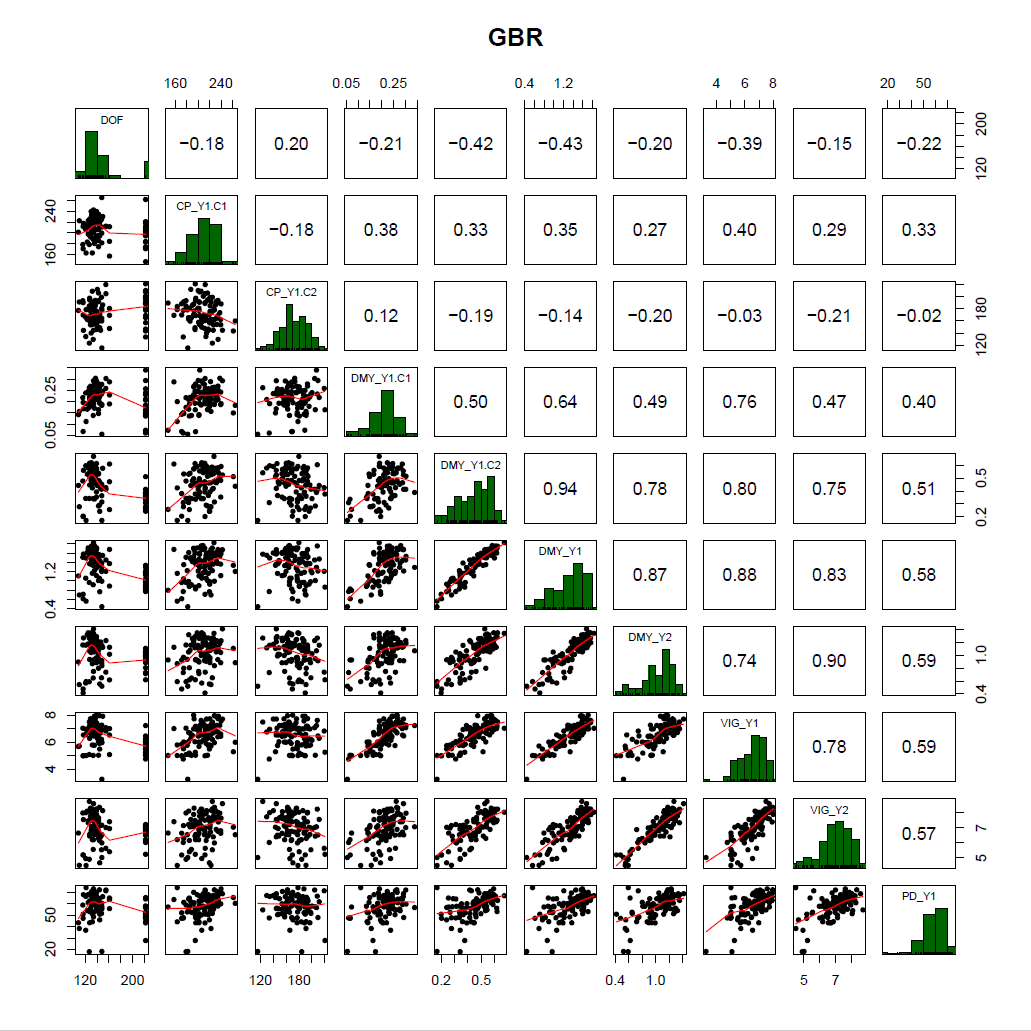 GBR
160 240 0.05 0.25 0.4 1.2 4 6 8 20 50
DOF −0.18 0.20 −0.21 −0.42 −0.43 −0.20 −0.39 −0.15 −0.22 120 200
160 240 CP_Y1.C1 −0.18 0.38 0.33 0.35 0.27 0.40 0.29 0.33
CP_Y1.C2 0.12 −0.19 −0.14 −0.20 −0.03 −0.21 −0.02 120 180
0.05 0.25 DMY_Y1.C1 0.50 0.64 0.49 0.76 0.47 0.40
DMY_Y1.C2 0.94 0.78 0.80 0.75 0.51 0.2 0.5
0.4 1.2 DMY_Y1 0.87 0.88 0.83 0.58
DMY_Y2 0.74 0.90 0.59 0.4 1.0
4 6 8 VIG_Y1 0.78 0.59
VIG_Y2 0.57 5 7
20 50 PD_Y1
120 200 120 180 0.2 0.5 0.4 1.0 5 7